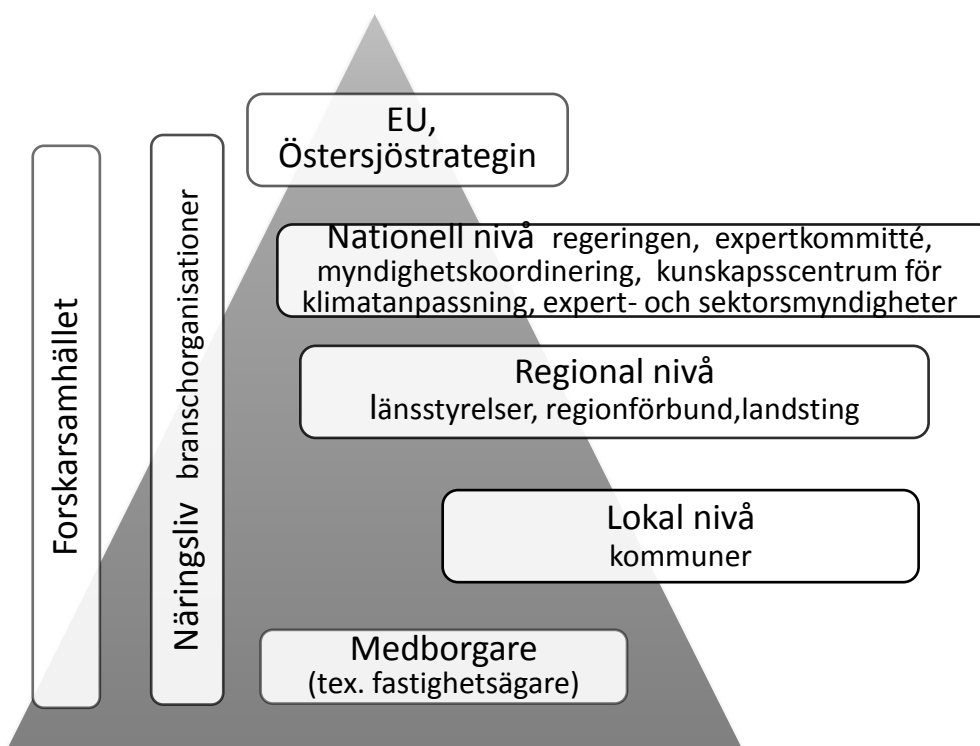 EU,
Östersjöstrategin
Nationell nivå regeringen, expertkommitté,
myndighetskoordinering, kunskapsscentrum för
klimatanpassning, expert- och sektorsmyndigheter
Regional nivå
länsstyrelser, regionförbund,landsting
Lokal nivå
kommuner
Medborgare
(tex. fastighetsägare)
Forskarsamhället
Näringsliv branschorganisationer